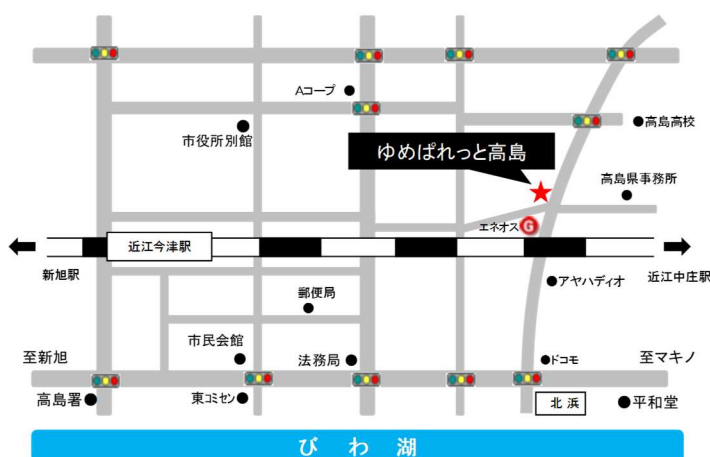 Aコープ
市役所別館
高島高校
ゆめぱれっと高島
高島県事務所
エネオス
G
近江今津駅
新旭駅
近江中庄駅
アヤハディオ
郵便局
市民会館
法務局
至新旭
ドコモ
至マキノ
高島署
東コミセン
北浜
平和堂
びわ湖